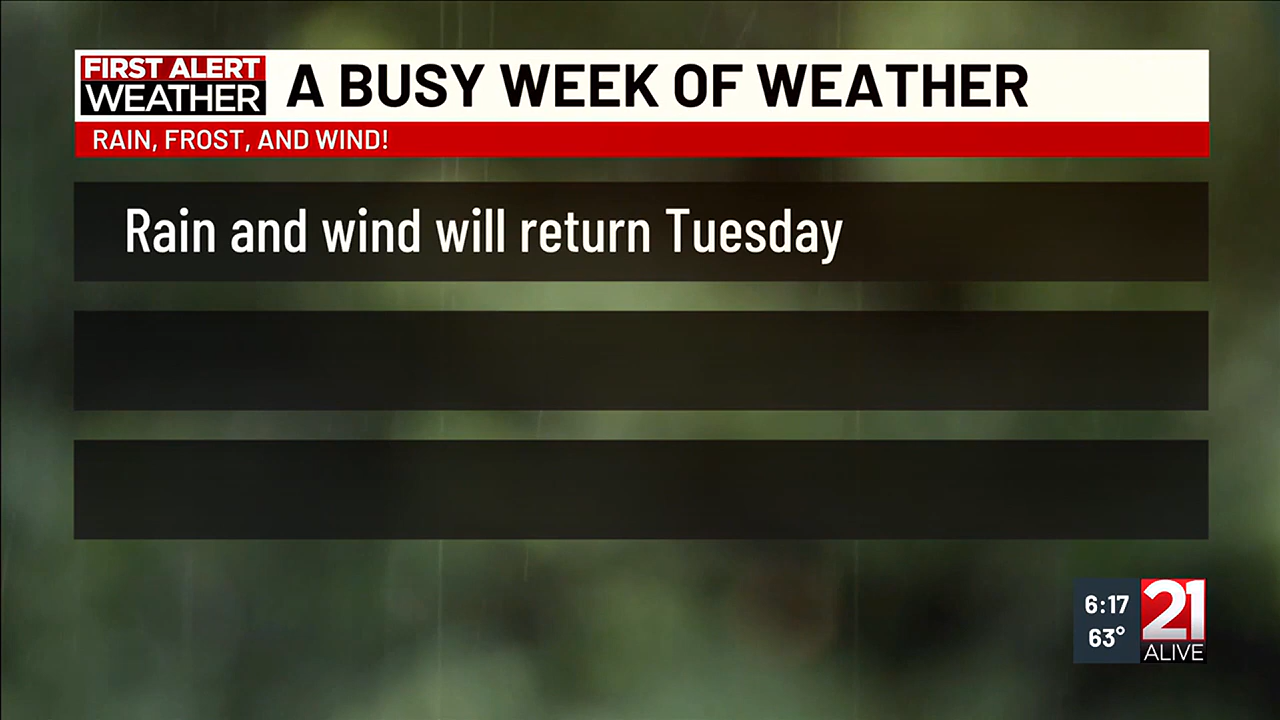 FIRST ALERT
WEATHER
A BUSY WEEK OF WEATHER
RAIN, FROST, AND WIND!
Rain and wind will return Tuesday
6:17
63°
21
ALIVE